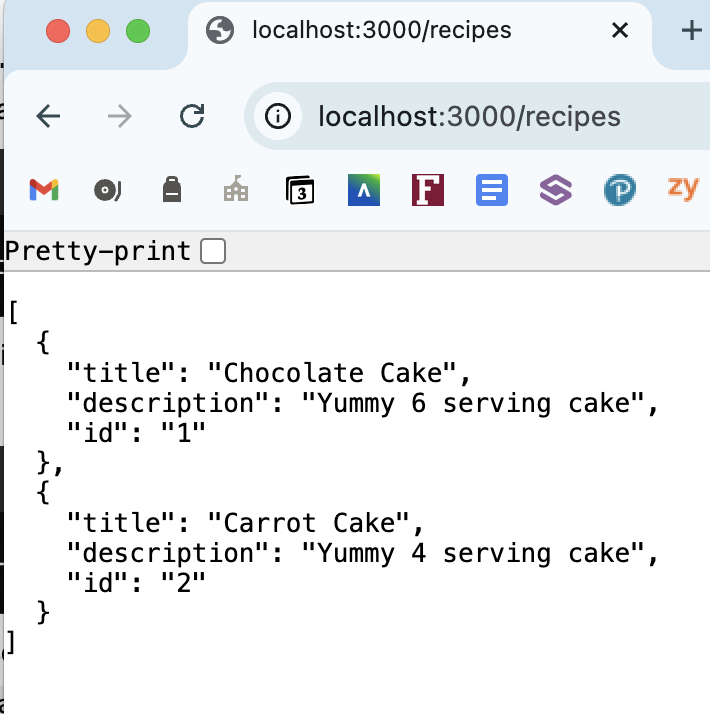 localhost:3000/recipes
localhost:3000/recipes
3 F P zy
Pretty-print
[
  {
    "title": "Chocolate Cake",
    "description": "Yummy 6 serving cake",
    "id": "1"
  },
  {
    "title": "Carrot Cake",
    "description": "Yummy 4 serving cake",
    "id": "2"
  }
]